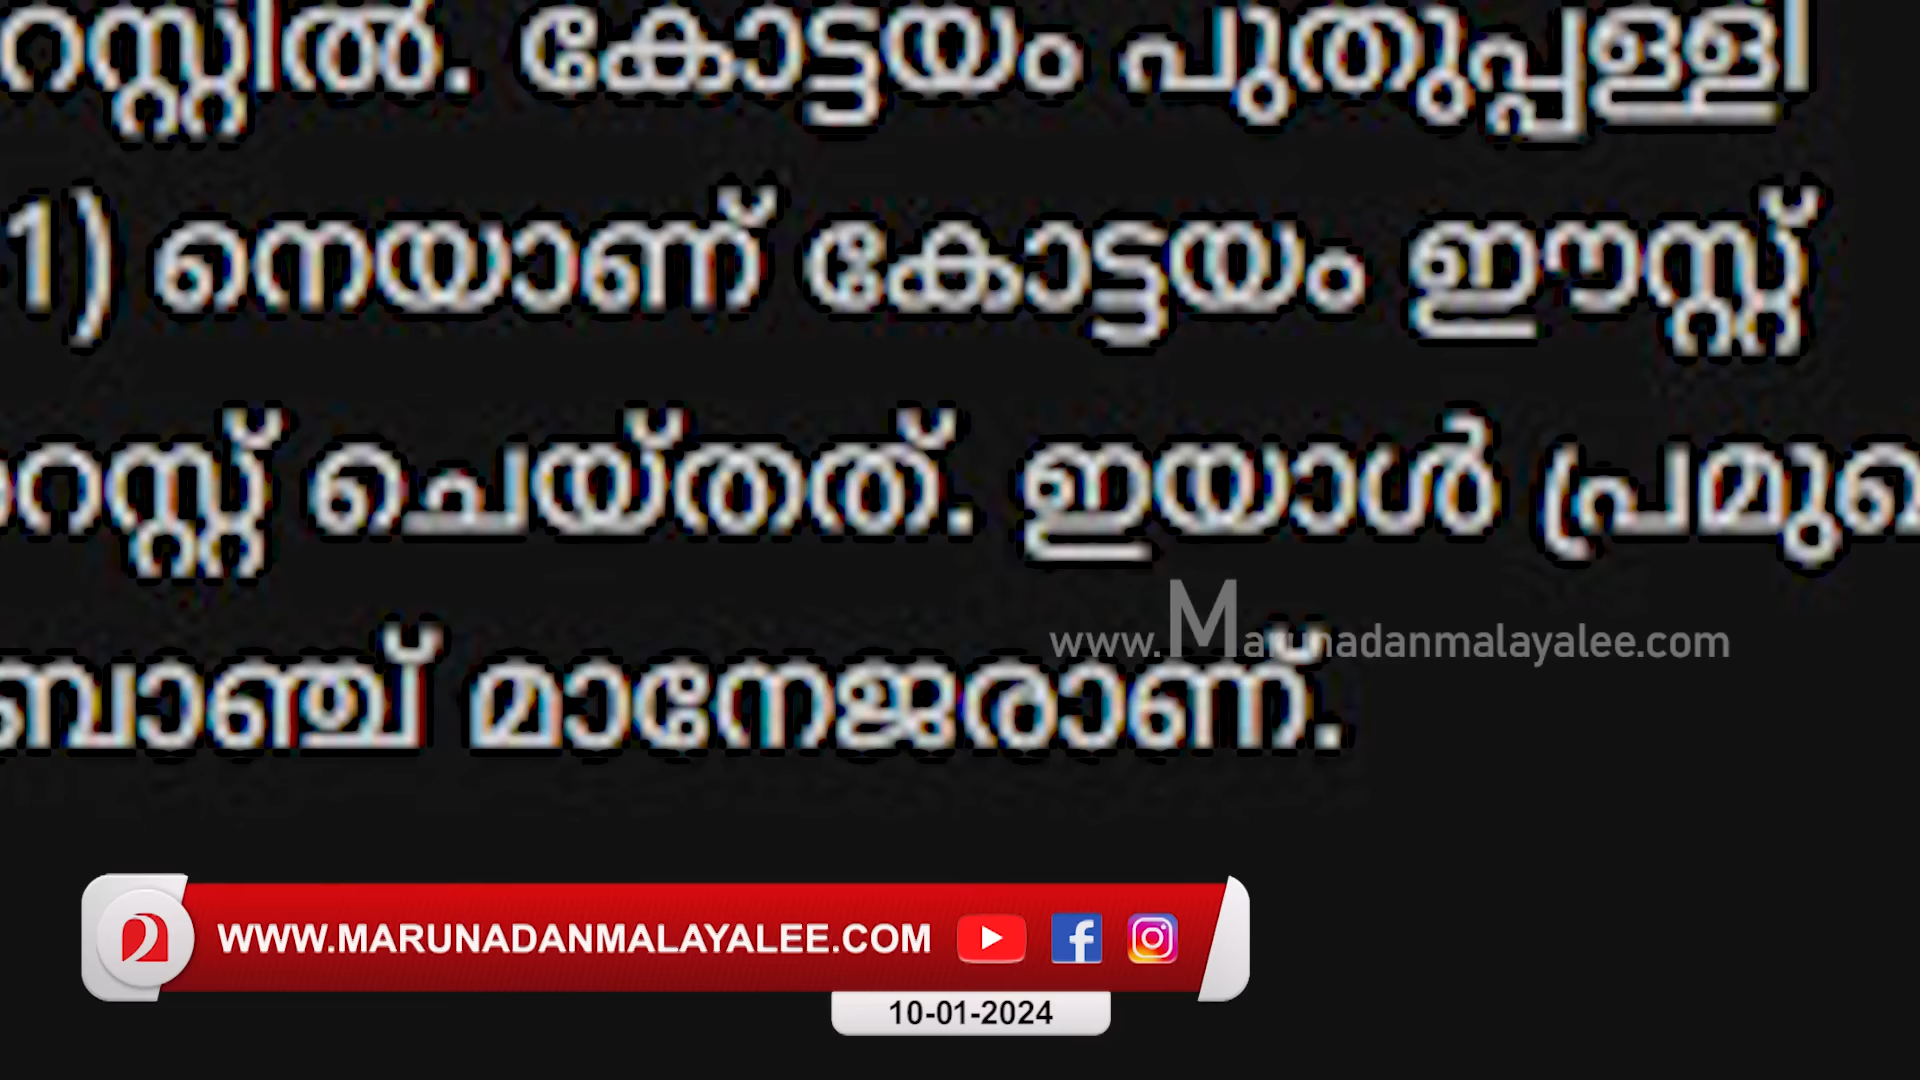 റസ്റ്റിൽ. കോട്ടയം പുതുപ്പള്ളി
1) നെയാണ് കോട്ടയം ഈസ്റ്റ്
റസ്റ്റ് ചെയ്തത്. ഇയാൾ പ്രമുഖ
www.Marunadanmalayalee.com
ബ്രാഞ്ച് മാനേജരാണ്.
WWW.MARUNADANMALAYALEE.COM
10-01-2024